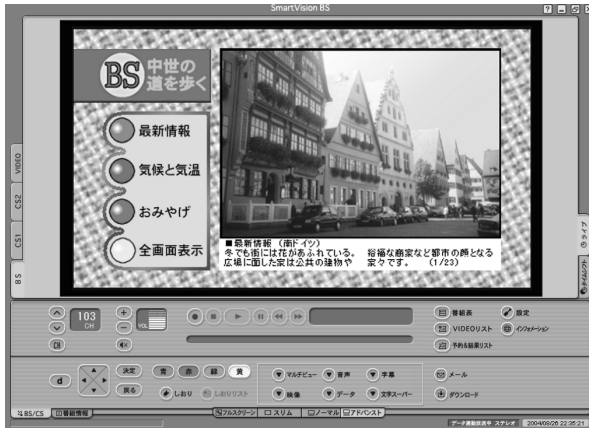 SmartVision BS
BS 中世の
道を歩く
最新情報
気候と気温
おみやげ
全画面表示
■最新情報 (南ドイツ)
冬でも街には花があふれている。
広場に面した家は公共の建物や
裕福な商家など都市の顔となる
家々です。 (1/23)
VIDEO
CS2
CS1
BS
ライブ
タイムシフト
103
CH
VOL
番組表
設定
VIDEOリスト
インフォメーション
予約&結果リスト
d
決定
戻る
青
赤
緑
黄
しおり
しおりリスト
マルチビュー
音声
字幕
映像
データ
文字スーパー
メール
ダウンロード
BS/CS
番組情報
フルスクリーン
スリム
ノーマル
アドバンスト
データ連動放送中 ステレオ
2004/08/26 22:35:21